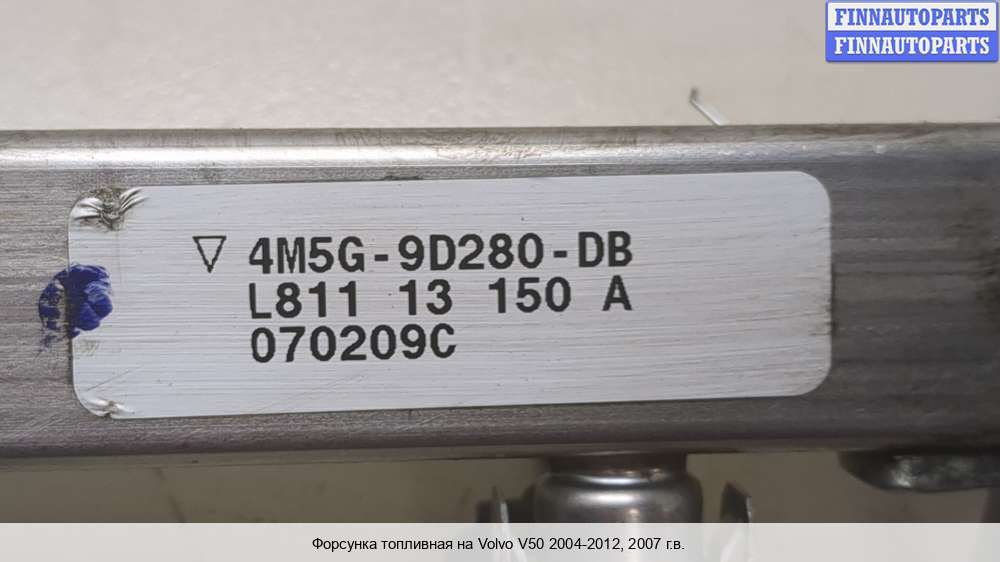 FINNAUTOPARTS
FINNAUTOPARTS
4M5G-9D280-DB
L811 13 150 A
070209C
Форсунка топливная на Volvo V50 2004-2012, 2007 г.в.